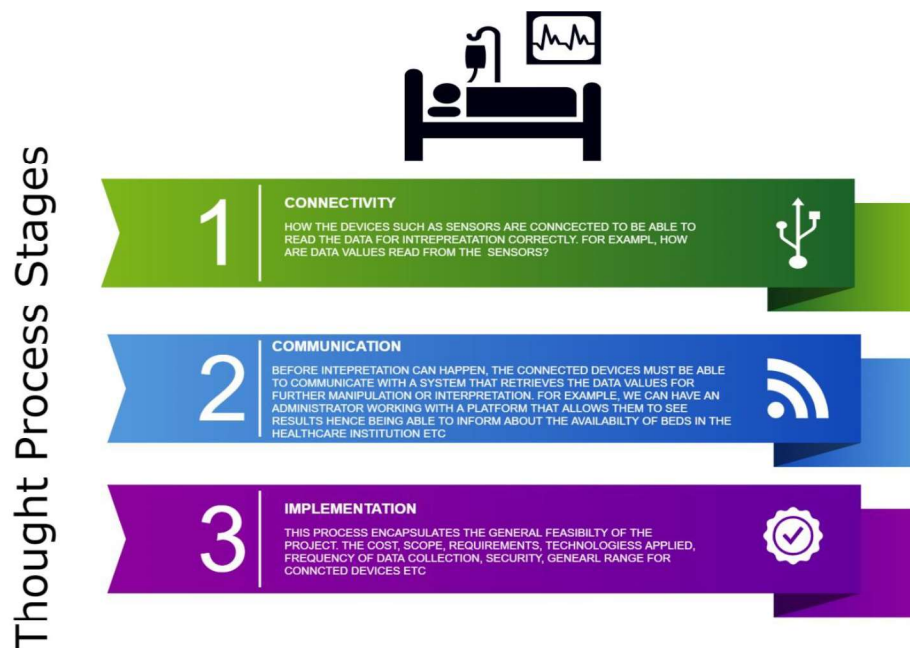 Thought Process Stages
1
CONNECTIVITY
HOW THE DEVICES SUCH AS SENSORS ARE CONNCECTED TO BE ABLE TO
READ THE DATA FOR INTREPREATATION CORRECTLY. FOR EXAMPL, HOW
ARE DATA VALUES READ FROM THE SENSORS?
2
COMMUNICATION
BEFORE INTEPRETATION CAN HAPPEN, THE CONNECTED DEVICES MUST BE ABLE
TO COMMUNICATE WITH A SYSTEM THAT RETRIEVES THE DATA VALUES FOR
FURTHER MANIPULATION OR INTERPRETATION. FOR EXAMPLE, WE CAN HAVE AN
ADMINISTRATOR WORKING WITH A PLATFORM THAT ALLOWS THEM TO SEE
RESULTS HENCE BEING ABLE TO INFORM ABOUT THE AVAILABILTY OF BEDS IN THE
HEALTHCARE INSTITUTION ETC
3
IMPLEMENTATION
THIS PROCESS ENCAPSULATES THE GENERAL FEASIBILTY OF THE
PROJECT. THE COST, SCOPE, REQUIREMENTS, TECHNOLOGIESS APPLIED,
FREQUENCY OF DATA COLLECTION, SECURITY, GENEARL RANGE FOR
CONNCTED DEVICES ETC